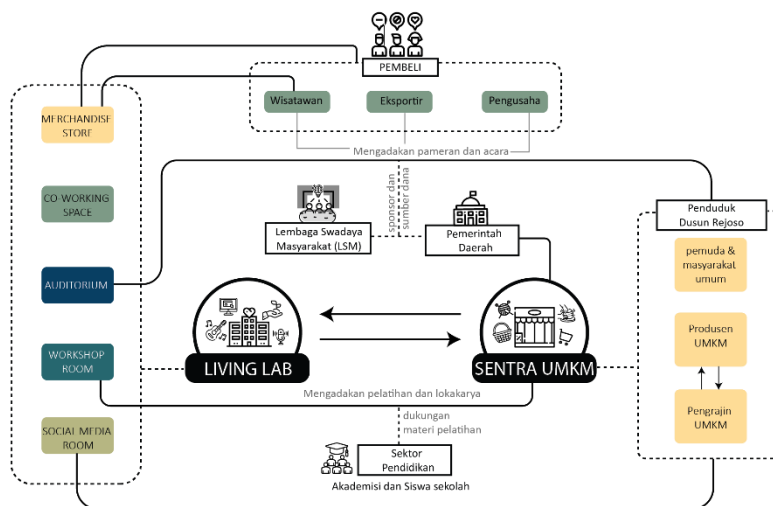 PEMBELI
Wisatawan
Eksportir
Pengusaha
Mengadakan pameran dan acara
MERCHANDISE
STORE
CO-WORKING
SPACE
AUDITORIUM
WORKSHOP
ROOM
SOCIAL MEDIA
ROOM
sponsor dan
sumber dana
Lembaga Swadaya
Masyarakat (LSM)
Pemerintah
Daerah
Penduduk
Dusun Rejoso
pemuda &
masyarakat
umum
Produsen
UMKM
Pengrajin
UMKM
LIVING LAB
SENTRA UMKM
Mengadakan pelatihan dan lokakarya
dukungan
materi pelatihan
Sektor
Pendidikan
Akademisi dan Siswa sekolah